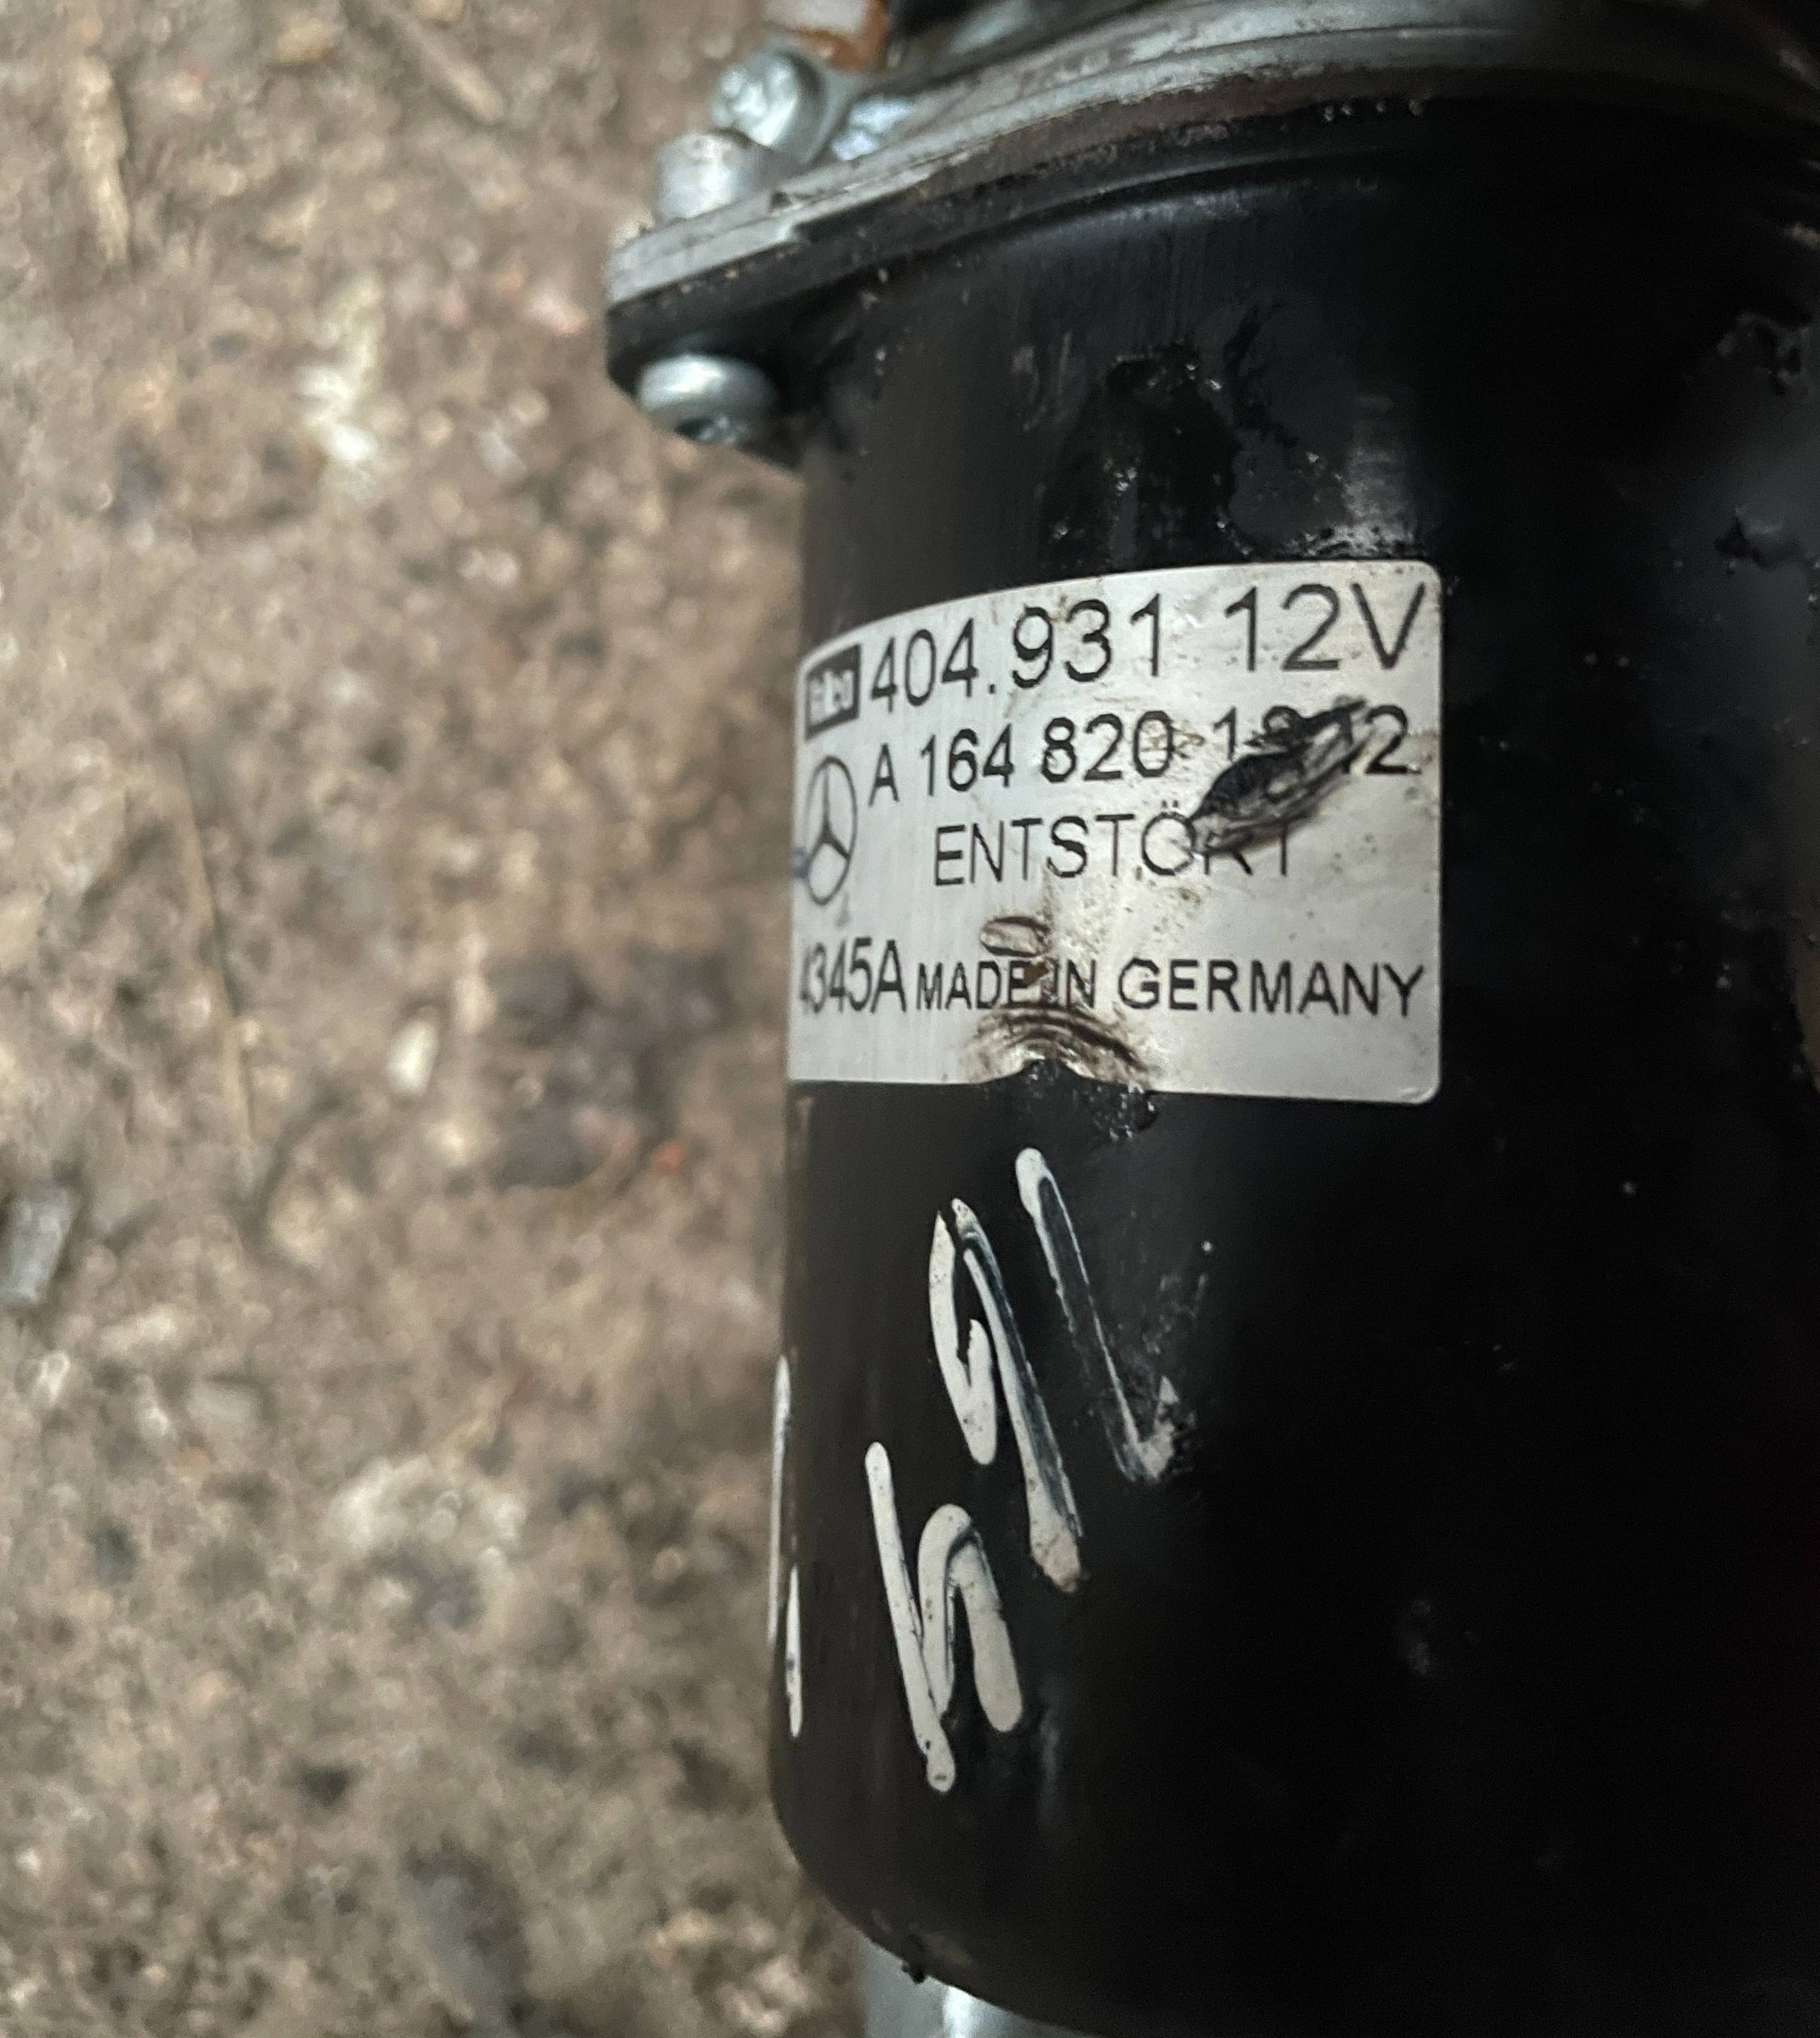 404.931 12V
A 164 820
ENTSTÖRT
4345A MADE IN GERMANY